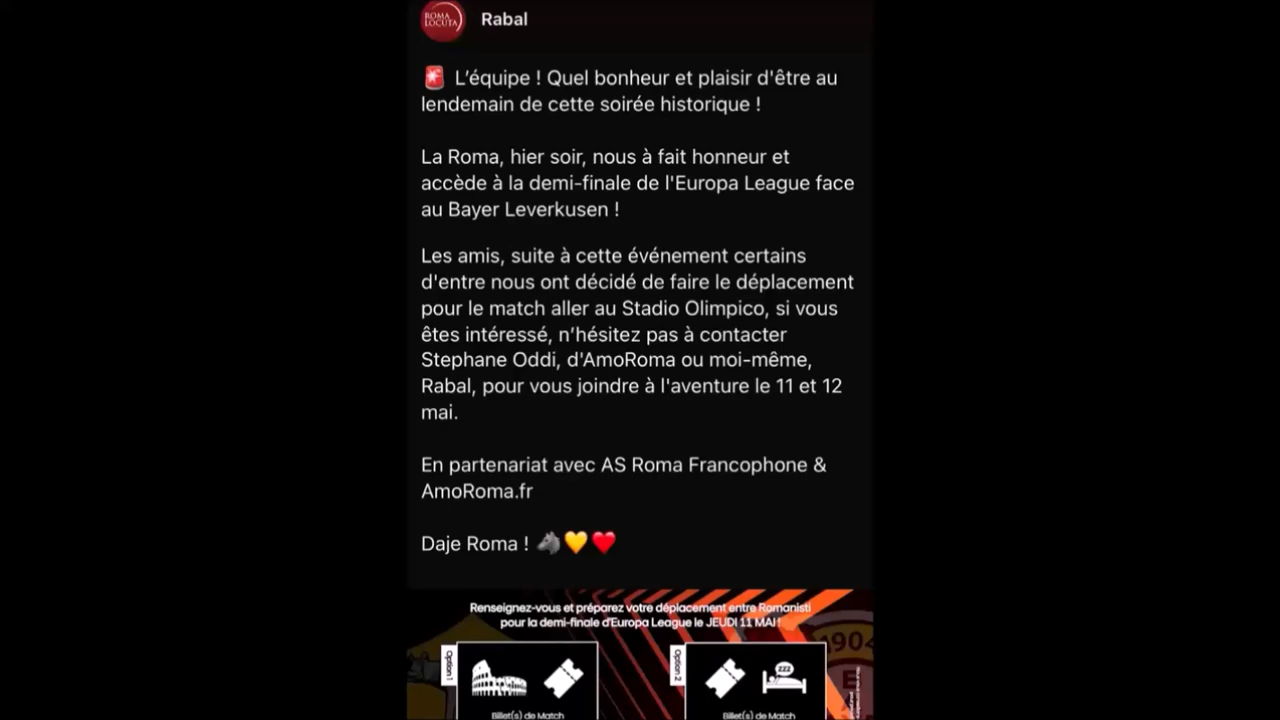 ROMA
LOCUTA
Rabal
🚨 L’équipe ! Quel bonheur et plaisir d'être au
lendemain de cette soirée historique !
La Roma, hier soir, nous à fait honneur et
accède à la demi-finale de l'Europa League face
au Bayer Leverkusen !
Les amis, suite à cette événement certains
d'entre nous ont décidé de faire le déplacement
pour le match aller au Stadio Olimpico, si vous
êtes intéressé, n’hésitez pas à contacter
Stephane Oddi, d'AmoRoma ou moi-même,
Rabal, pour vous joindre à l'aventure le 11 et 12
mai.
En partenariat avec AS Roma Francophone &
AmoRoma.fr
Daje Roma ! 🐺💛❤️
Renseignez-vous et préparez votre déplacement entre Romanisti
pour la demi-finale d'Europa League le JEUDI 11 MAI !
1904
Option 1
Option 2
ZZZ
Billet(s) de Match
Billet(s) de Match